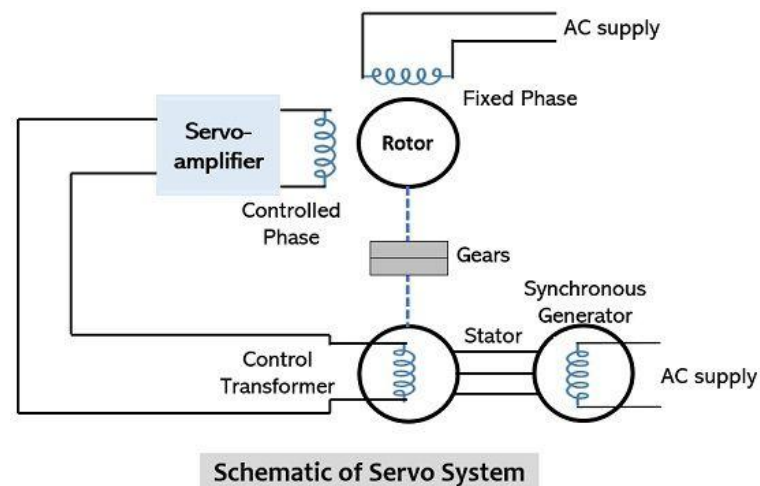 AC supply
Fixed Phase
Servo-
amplifier
Rotor
Controlled
Phase
Gears
Synchronous
Generator
Stator
Control
Transformer
AC supply
Schematic of Servo System